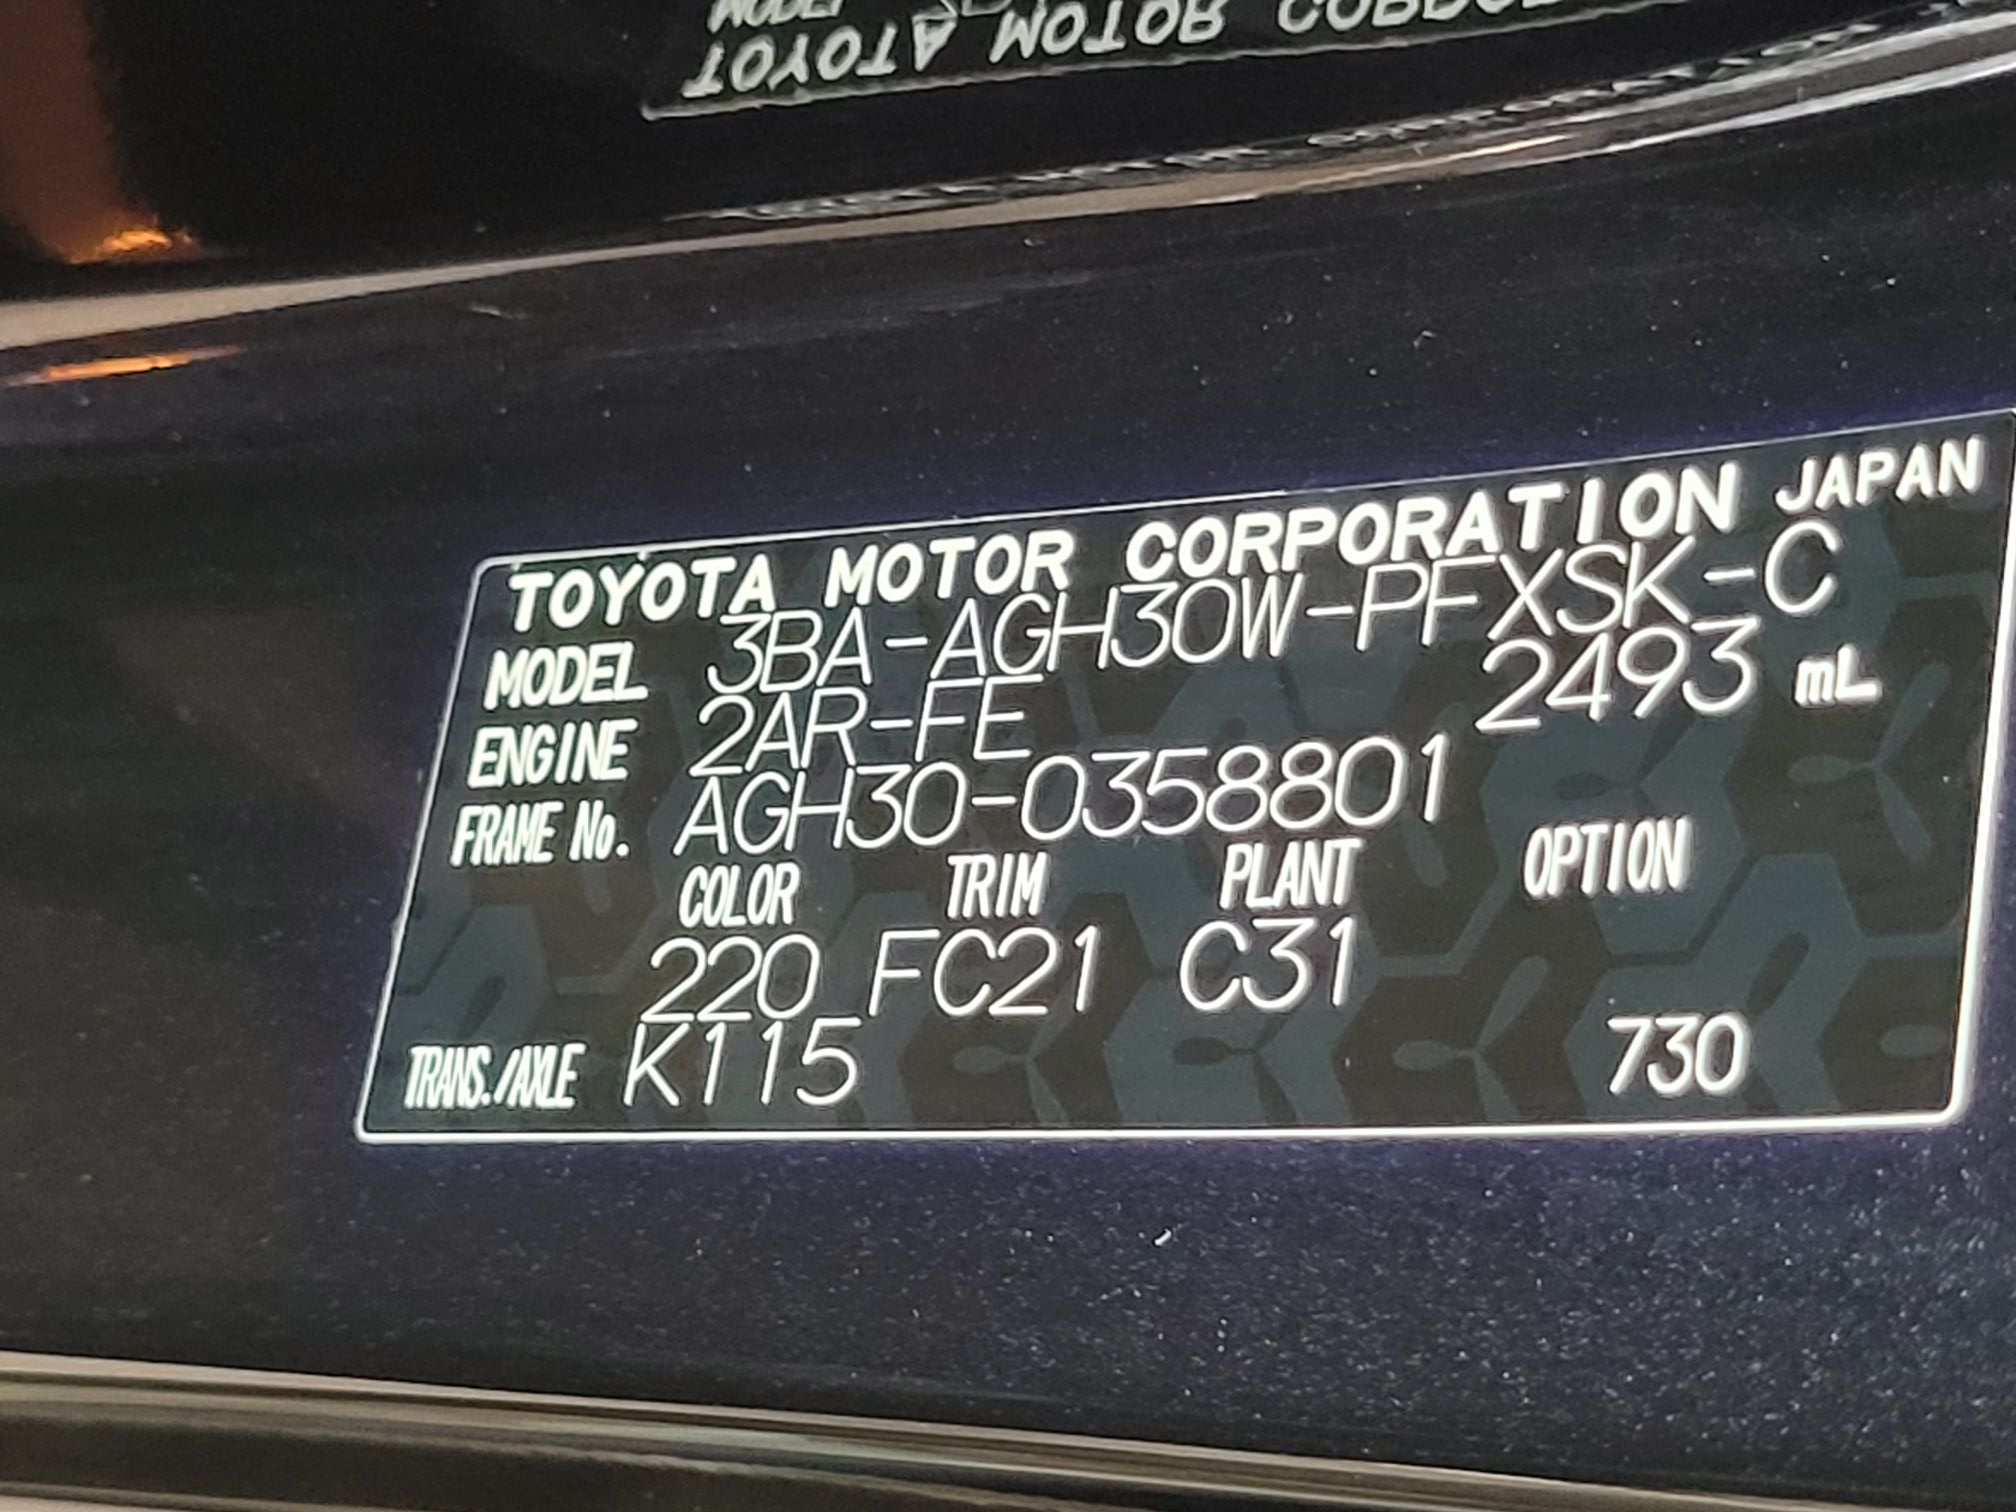 TOYOTA MOTOR CORPORATION JAPAN
MODEL 3BA-AGH30W-PFXSK-C
ENGINE 2AR-FE 2493 mL
FRAME No. AGH30-0358801
COLOR TRIM PLANT OPTION
220 FC21 C31
TRANS./AXLE K115 730